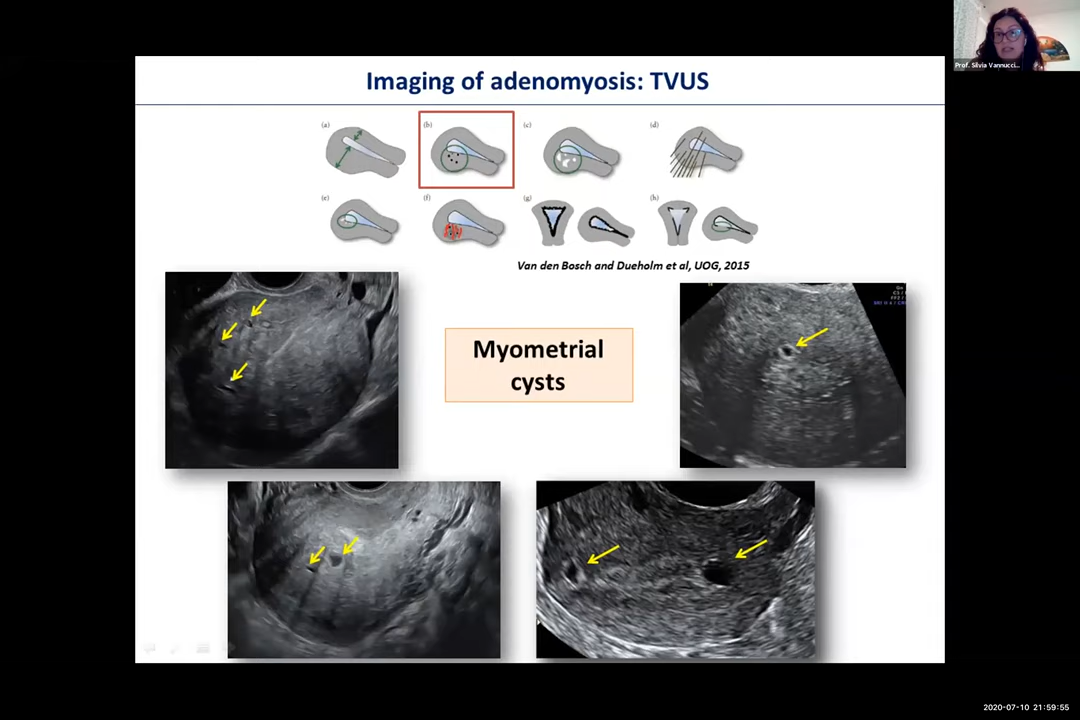 Prof. Silvia Vannucci...
Imaging of adenomyosis: TVUS
(a)
(b)
(c)
(d)
(e)
(f)
(g)
(h)
Van den Bosch and Dueholm et al, UOG, 2015
Myometrial
cysts
2020-07-10 21:59:55